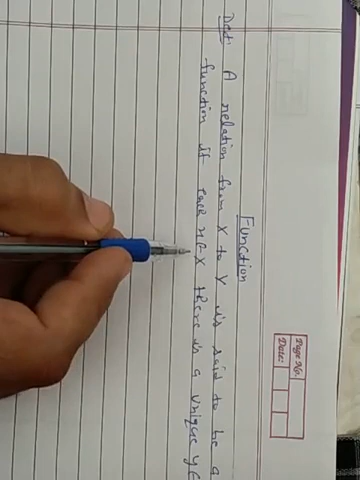 Page No.
Date:
Function
Def: A relation from X to Y is said to be a
function if each x ∈ X there is a unique y ∈